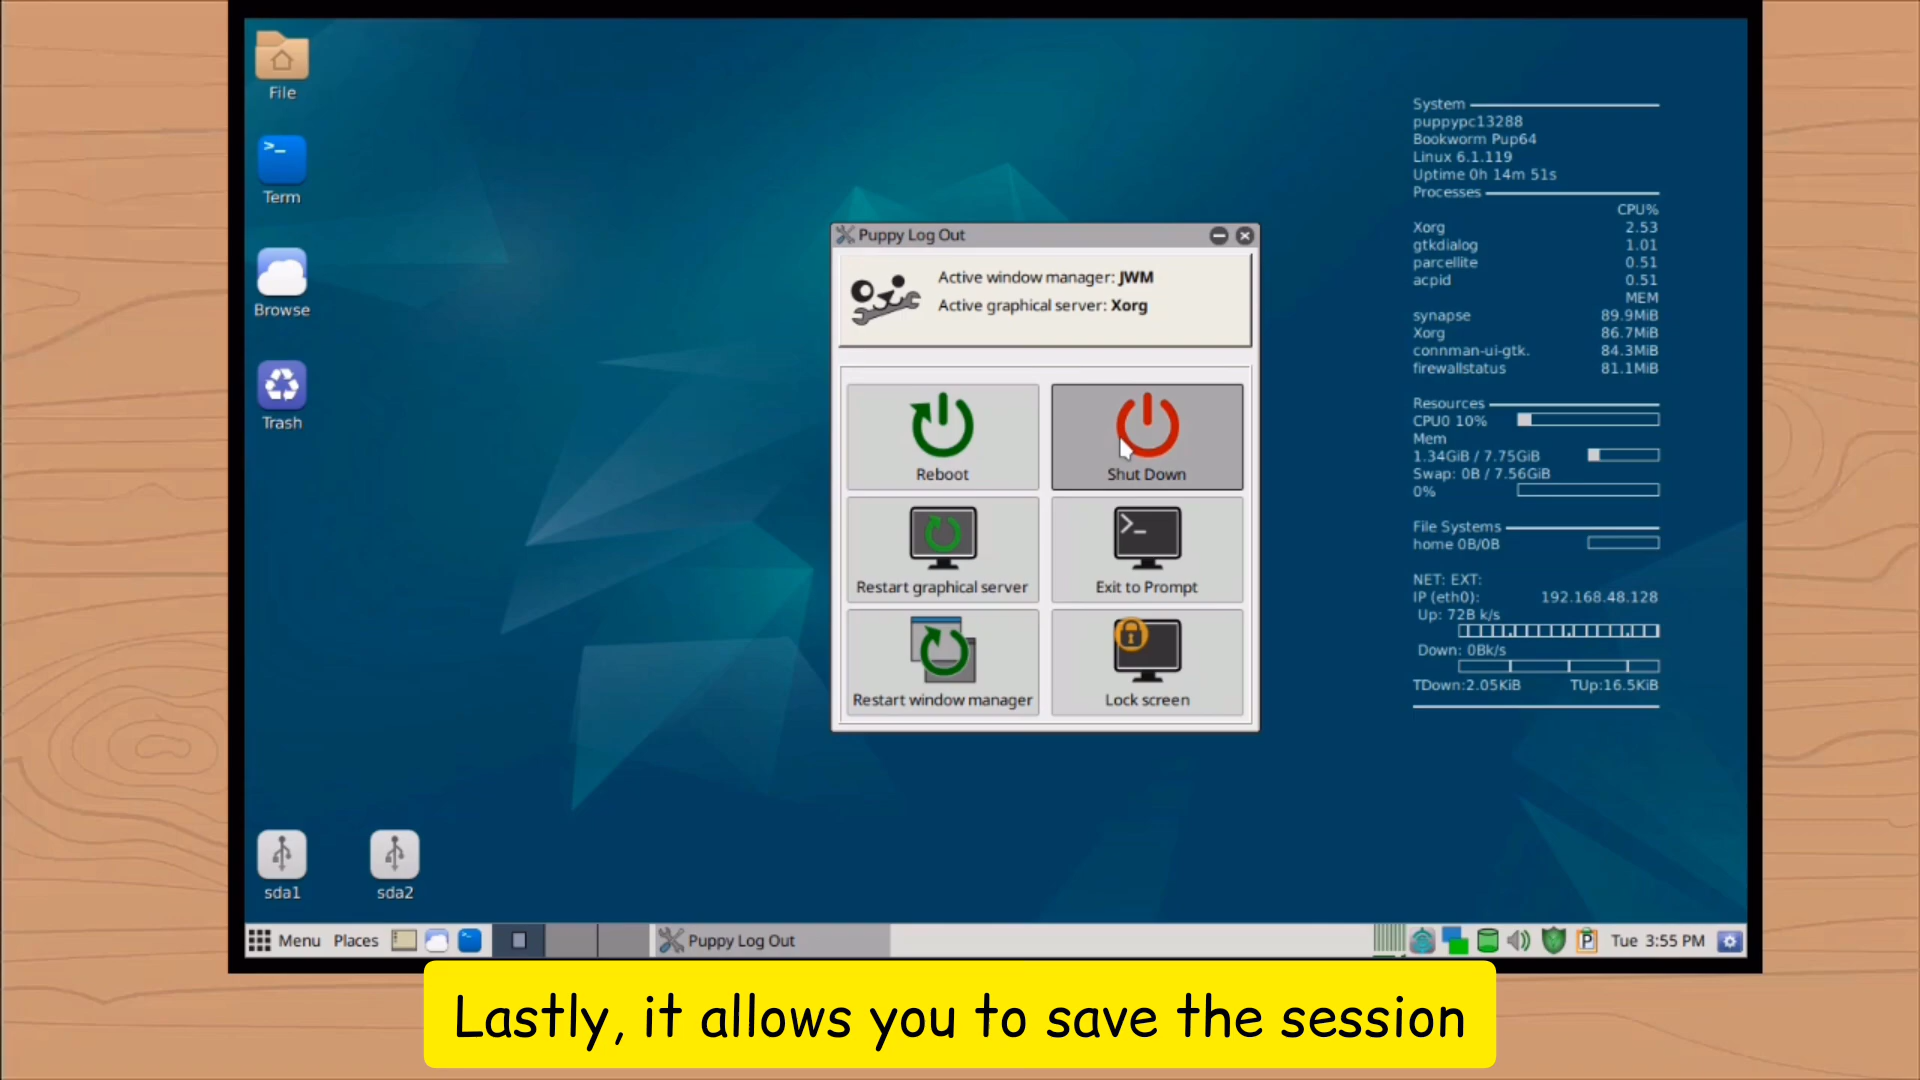 File
Term
Browse
Trash
sda1
sda2
Puppy Log Out
Active window manager: JWM
Active graphical server: Xorg
Reboot
Shut Down
Restart graphical server
Exit to Prompt
Restart window manager
Lock screen
System
puppypc13288
Bookworm Pup64
Linux 6.1.119
Uptime 0h 14m 51s
Processes
CPU%
Xorg 2.53
gtkdialog 1.01
parcellite 0.51
acpid 0.51
MEM
synapse 89.9MiB
Xorg 86.7MiB
connman-ui-gtk. 84.3MiB
firewallstatus 81.1MiB
Resources
CPU0 10%
Mem
1.34GiB / 7.75GiB
Swap: 0B / 7.56GiB
0%
File Systems
home 0B/0B
NET: EXT:
IP (eth0): 192.168.48.128
Up: 72B k/s
Down: 0Bk/s
TDown:2.05KiB TUp:16.5KiB
Menu Places Puppy Log Out P Tue 3:55 PM
Lastly, it allows you to save the session